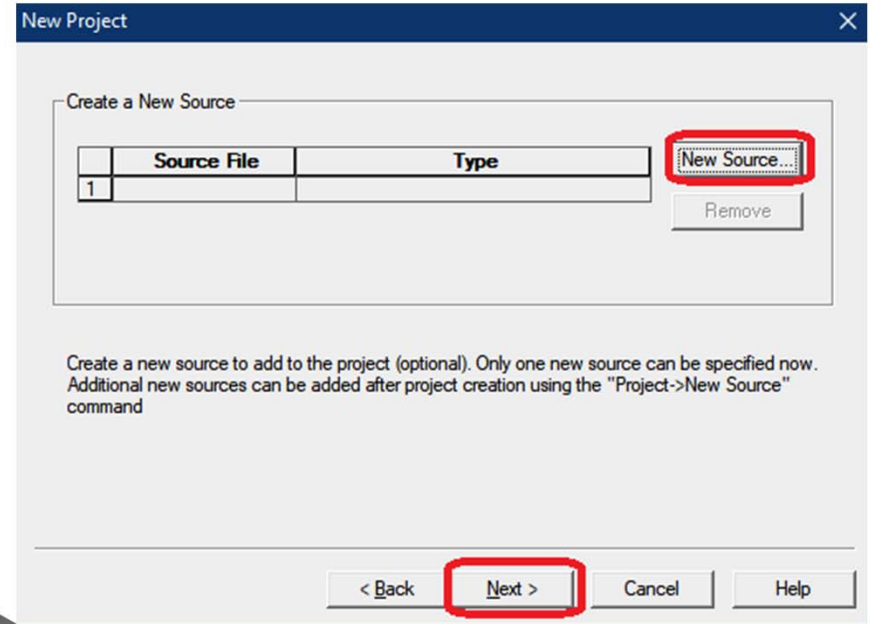 New Project
Create a New Source
Source File Type
New Source...
1
Remove
Create a new source to add to the project (optional). Only one new source can be specified now.
Additional new sources can be added after project creation using the "Project->New Source"
command
< Back Next > Cancel Help